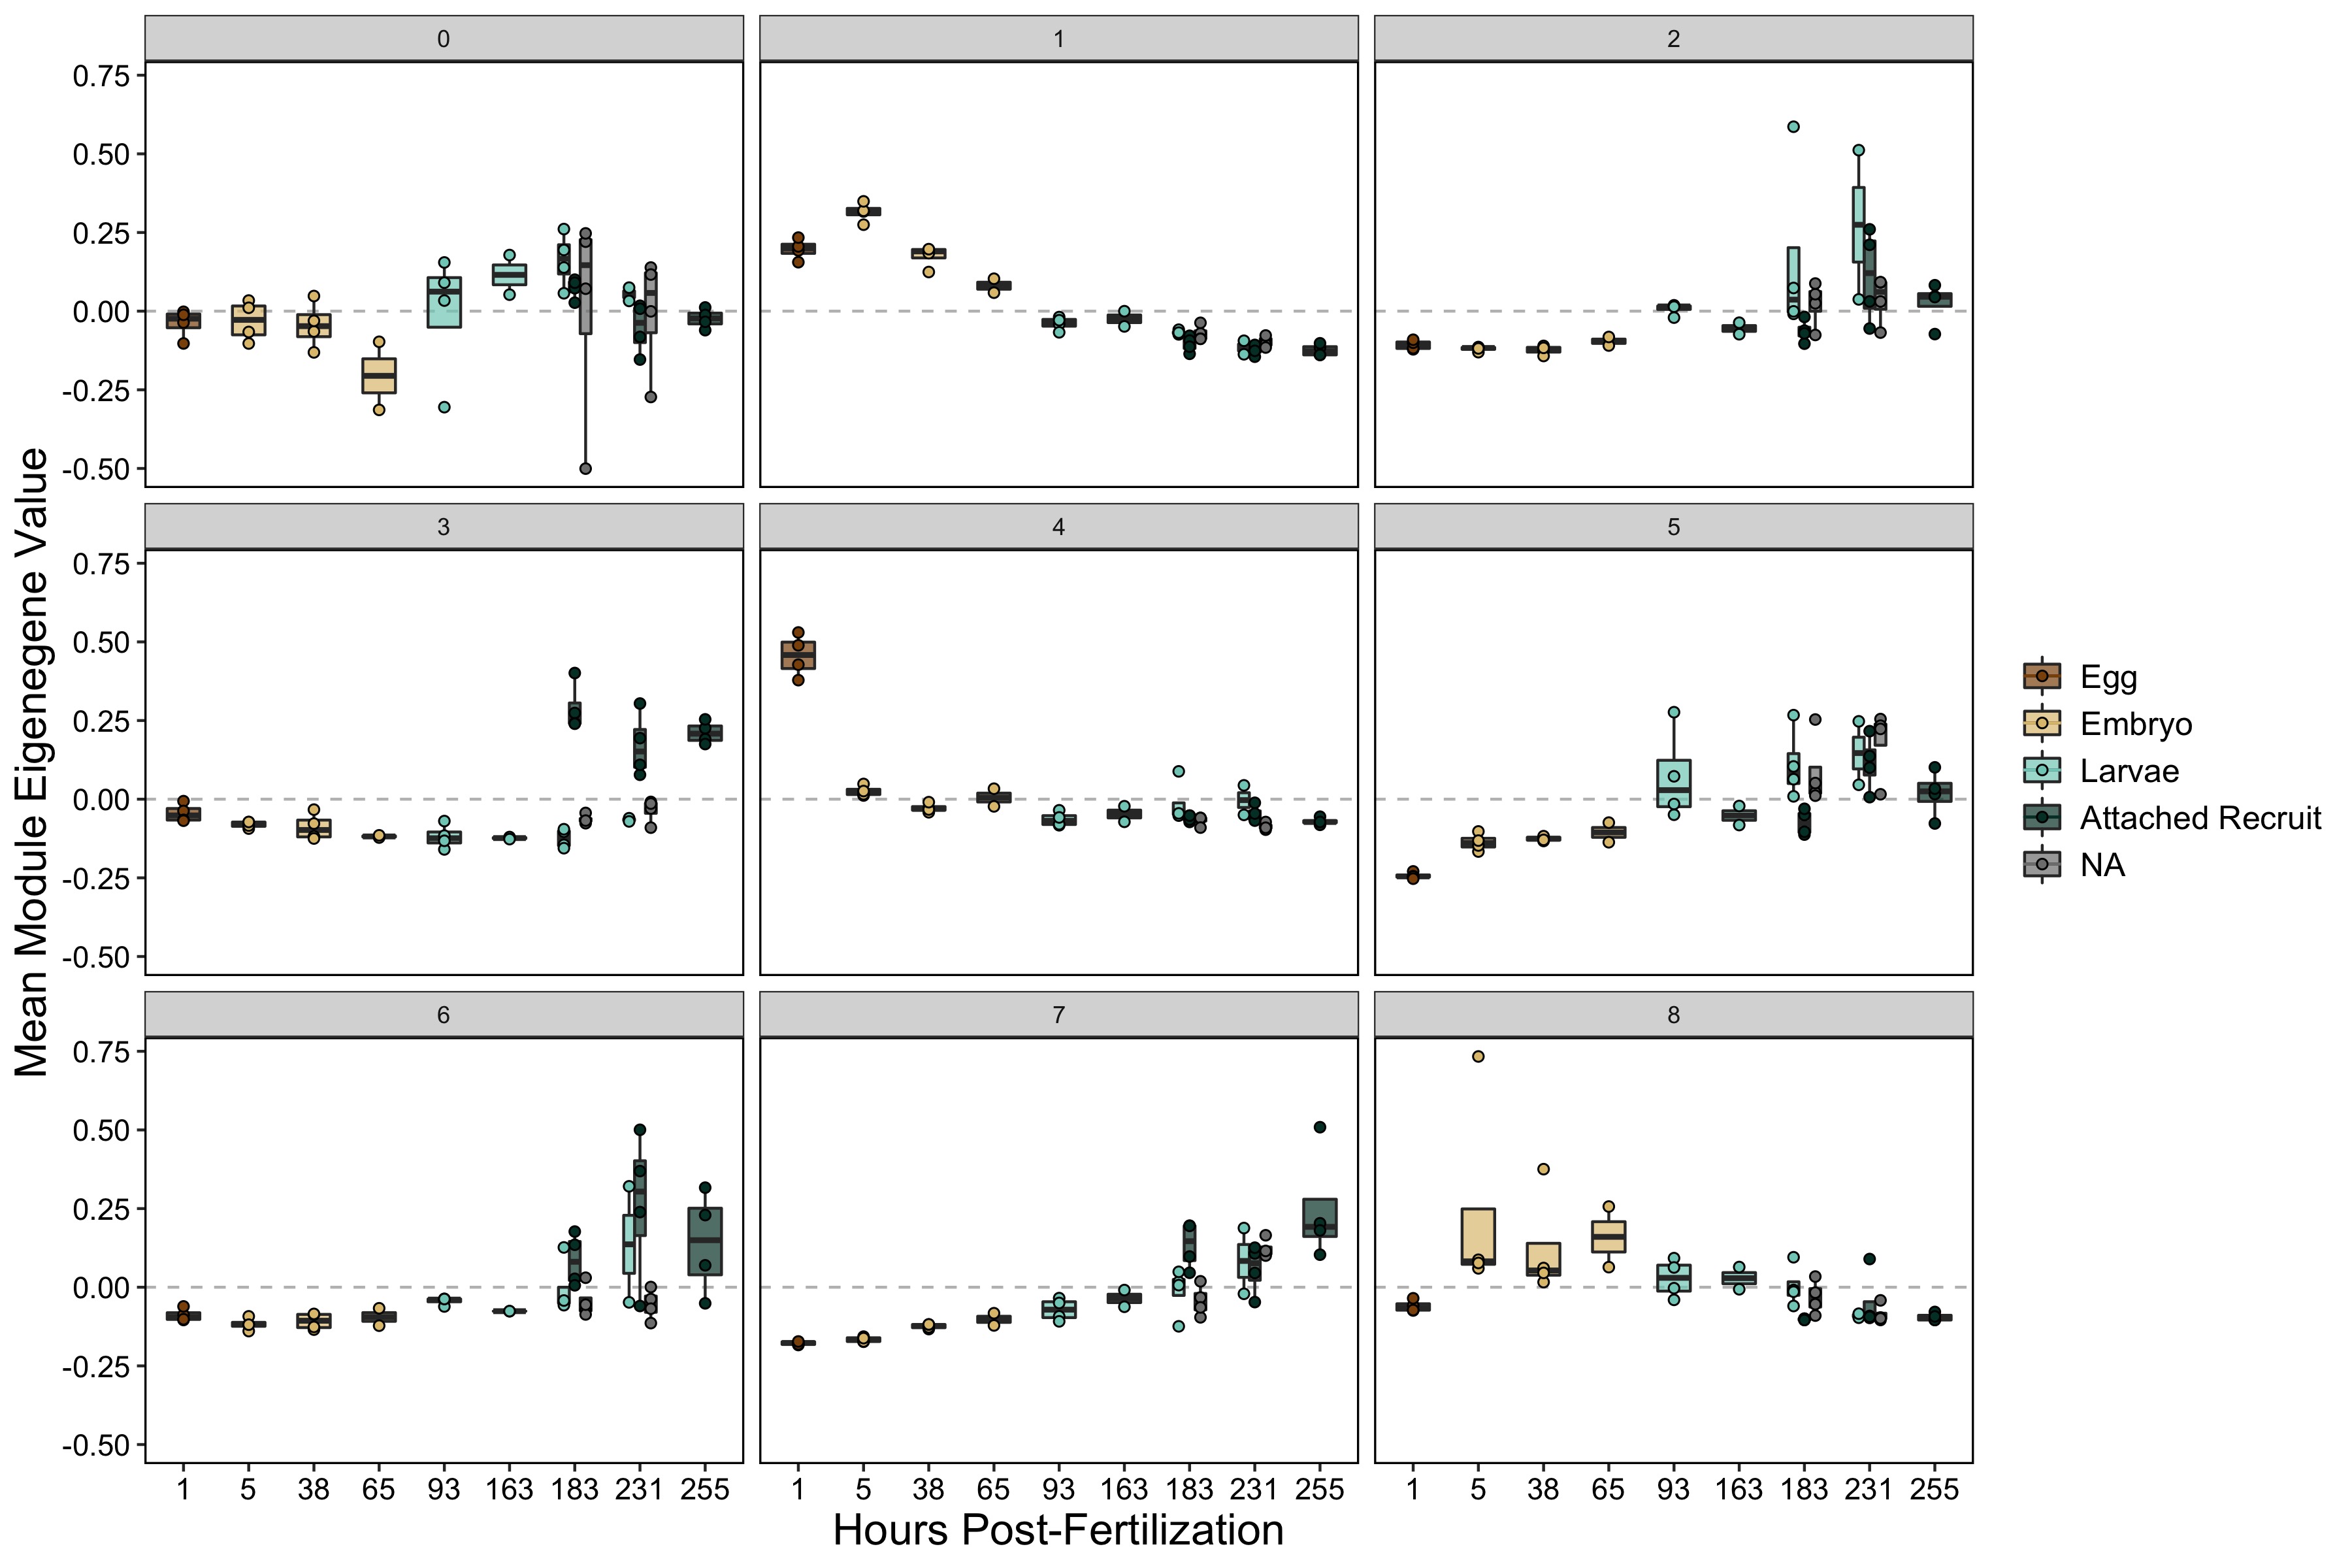 0 1 2
0.75
0.50
0.25
0.00
-0.25
-0.50
3 4 5
0.75
0.50
0.25
0.00
-0.25
-0.50
6 7 8
0.75
0.50
0.25
0.00
-0.25
-0.50
1 5 38 65 93 163 183 231 255 1 5 38 65 93 163 183 231 255 1 5 38 65 93 163 183 231 255
Hours Post-Fertilization
Mean Module Eigenegene Value
Egg
Embryo
Larvae
Attached Recruit
NA